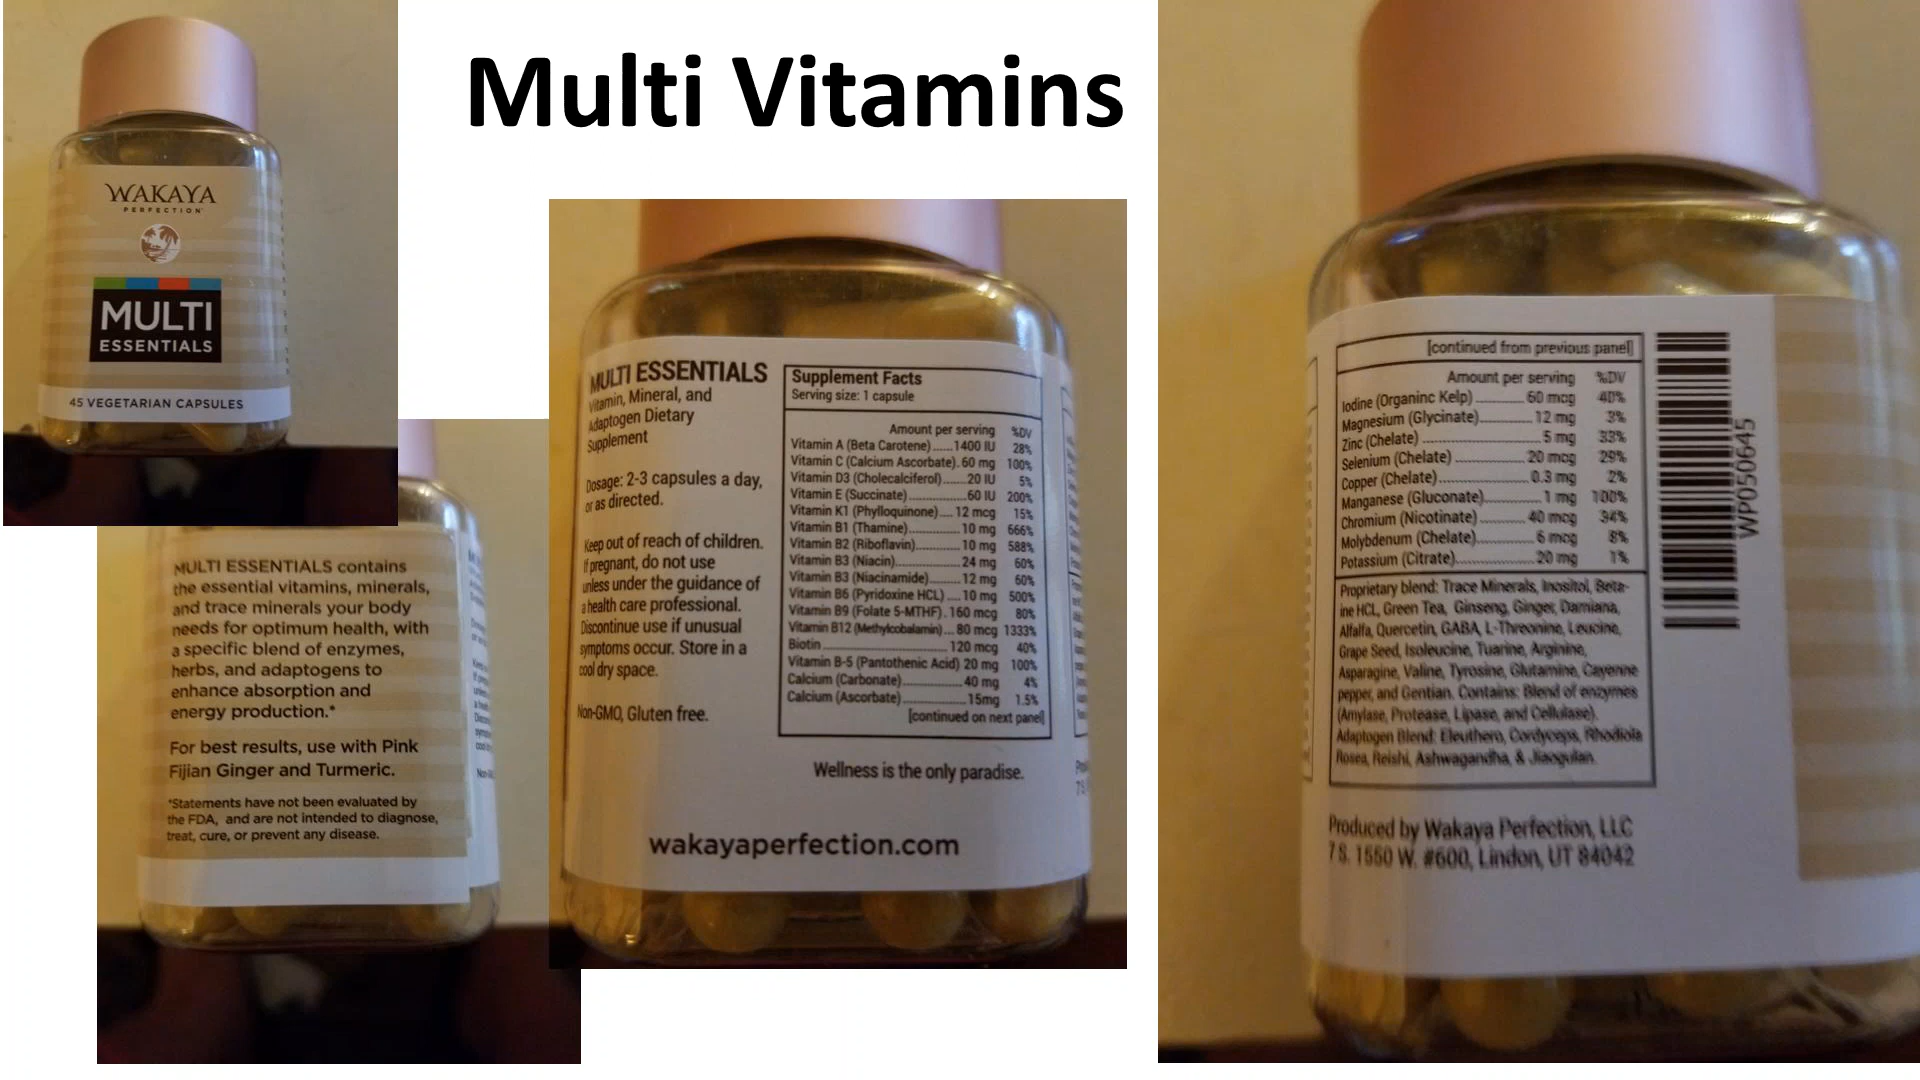 Multi Vitamins
WAKAYA
PERFECTION
MULTI
ESSENTIALS
45 VEGETARIAN CAPSULES
MULTI ESSENTIALS contains
the essential vitamins, minerals,
and trace minerals your body
needs for optimum health, with
a specific blend of enzymes,
herbs, and adaptogens to
enhance absorption and
energy production.*
For best results, use with Pink
Fijian Ginger and Turmeric.
*Statements have not been evaluated by
the FDA, and are not intended to diagnose,
treat, cure, or prevent any disease.
MULTI ESSENTIALS
Vitamin, Mineral, and
Adaptogen Dietary
Supplement
Dosage: 2-3 capsules a day,
or as directed.
Keep out of reach of children.
If pregnant, do not use
unless under the guidance of
a health care professional.
Discontinue use if unusual
symptoms occur. Store in a
cool dry space.
Non-GMO, Gluten free.
Supplement Facts
Serving size: 1 capsule
Amount per serving %DV
Vitamin A (Beta Carotene)......1400 IU 28%
Vitamin C (Calcium Ascorbate).60 mg 100%
Vitamin D3 (Cholecalciferol).......20 IU 5%
Vitamin E (Succinate)..................60 IU 200%
Vitamin K1 (Phylloquinone)....12 mcg 15%
Vitamin B1 (Thamine)................10 mg 666%
Vitamin B2 (Riboflavin).............10 mg 588%
Vitamin B3 (Niacin)....................24 mg 60%
Vitamin B3 (Niacinamide).........12 mg 60%
Vitamin B6 (Pyridoxine HCL)....10 mg 500%
Vitamin B9 (Folate 5-MTHF).160 mcg 80%
Vitamin B12 (Methylcobalamin)...80 mcg 1333%
Biotin......................................120 mcg 40%
Vitamin B-5 (Pantothenic Acid) 20 mg 100%
Calcium (Carbonate)..................40 mg 4%
Calcium (Ascorbate)....................15mg 1.5%
[continued on next panel]
Wellness is the only paradise.
wakayaperfection.com
[continued from previous panel]
Amount per serving %DV
Iodine (Organinc Kelp)..............60 mcg 40%
Magnesium (Glycinate)...............12 mg 3%
Zinc (Chelate)..............................5 mg 33%
Selenium (Chelate)....................20 mcg 29%
Copper (Chelate)........................0.3 mg 2%
Manganese (Gluconate)...............1 mg 100%
Chromium (Nicotinate).............40 mcg 34%
Molybdenum (Chelate)................6 mcg 8%
Potassium (Citrate)....................20 mg 1%
Proprietary blend: Trace Minerals, Inositol, Beta-
ine HCL, Green Tea, Ginseng, Ginger, Damiana,
Alfalfa, Quercetin, GABA, L-Threonine, Leucine,
Grape Seed, Isoleucine, Tuarine, Arginine,
Asparagine, Valine, Tyrosine, Glutamine, Cayenne
pepper, and Gentian. Contains: Blend of enzymes
(Amylase, Protease, Lipase, and Cellulase).
Adaptogen Blend: Eleuthero, Cordyceps, Rhodiola
Rosea, Reishi, Ashwagandha, & Jiaogulan.
WP050645
Produced by Wakaya Perfection, LLC
7 S. 1550 W. #600, Lindon, UT 84042